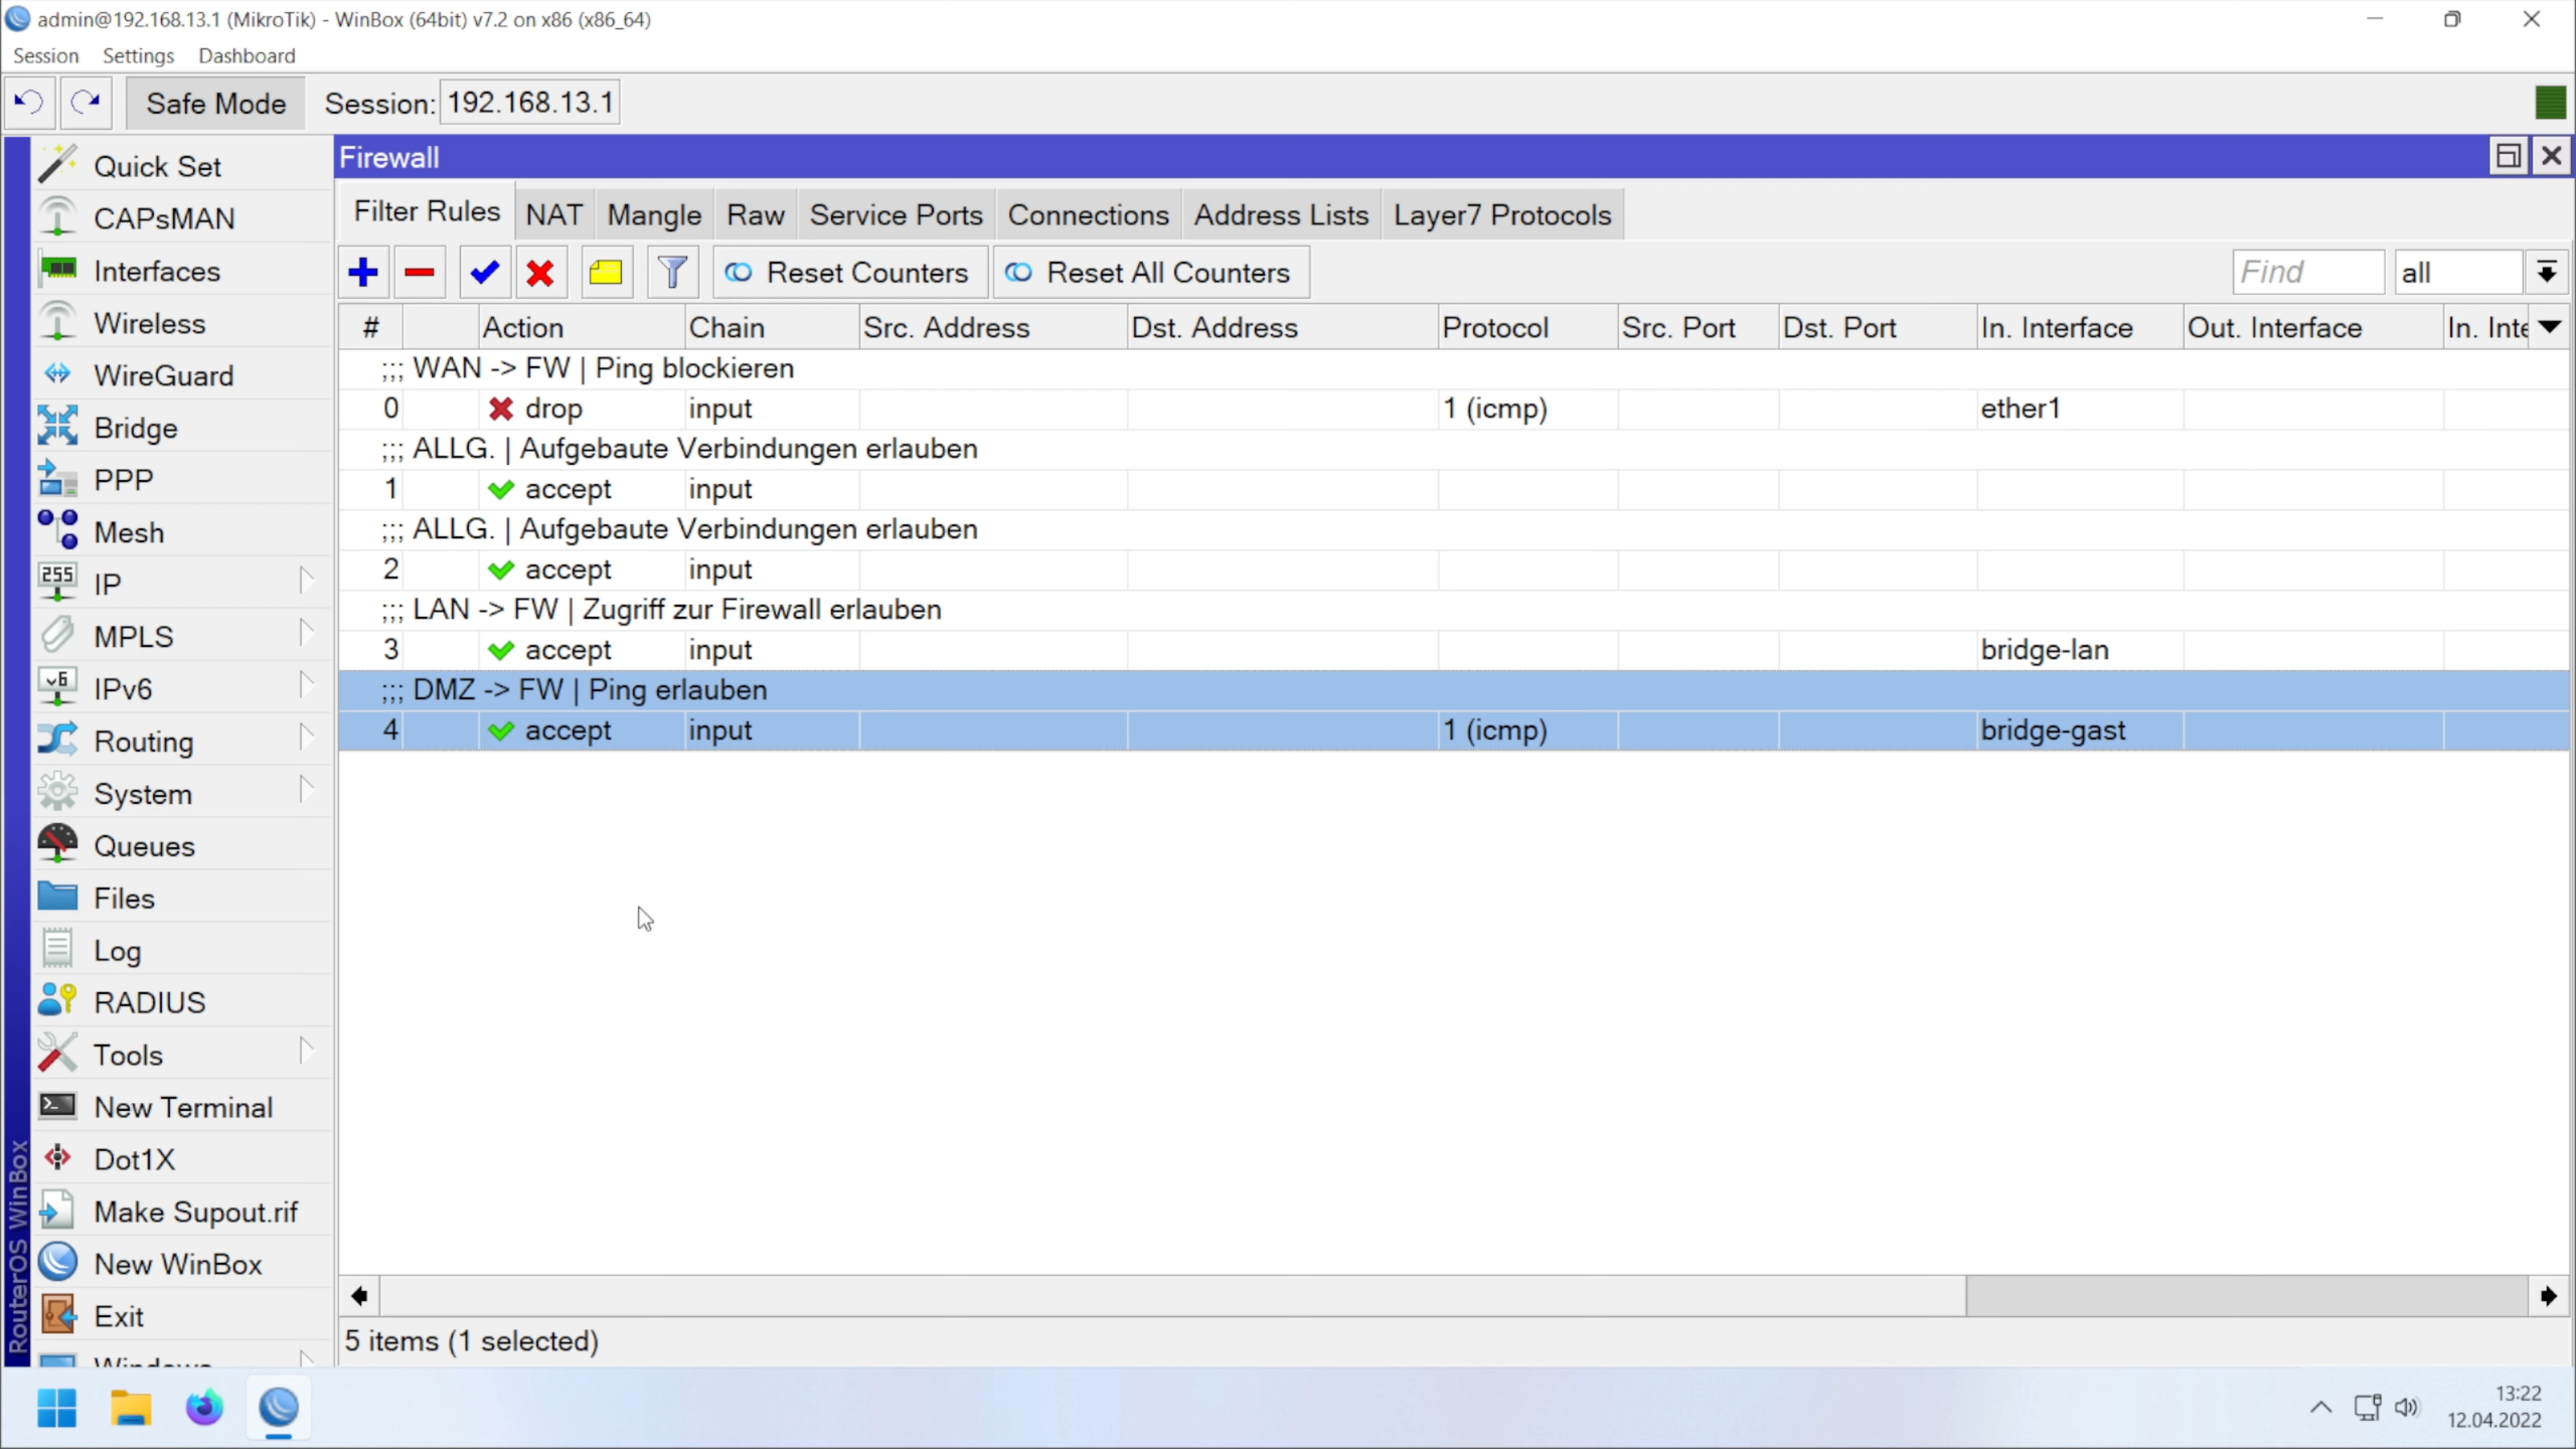 admin@192.168.13.1 (MikroTik) - WinBox (64bit) v7.2 on x86 (x86_64)
Session Settings Dashboard
Safe Mode Session: 192.168.13.1
Quick Set
CAPsMAN
Interfaces
Wireless
WireGuard
Bridge
PPP
Mesh
255 IP
MPLS
v6 IPv6
Routing
System
Queues
Files
Log
RADIUS
Tools
New Terminal
Dot1X
Make Supout.rif
New WinBox
Exit
Windows
RouterOS WinBox
Firewall
Filter Rules NAT Mangle Raw Service Ports Connections Address Lists Layer7 Protocols
Reset Counters Reset All Counters Find all
# Action Chain Src. Address Dst. Address Protocol Src. Port Dst. Port In. Interface Out. Interface In. Inte
;;; WAN -> FW | Ping blockieren
0 drop input 1 (icmp) ether1
;;; ALLG. | Aufgebaute Verbindungen erlauben
1 accept input
;;; ALLG. | Aufgebaute Verbindungen erlauben
2 accept input
;;; LAN -> FW | Zugriff zur Firewall erlauben
3 accept input bridge-lan
;;; DMZ -> FW | Ping erlauben
4 accept input 1 (icmp) bridge-gast
5 items (1 selected)
13:22
12.04.2022